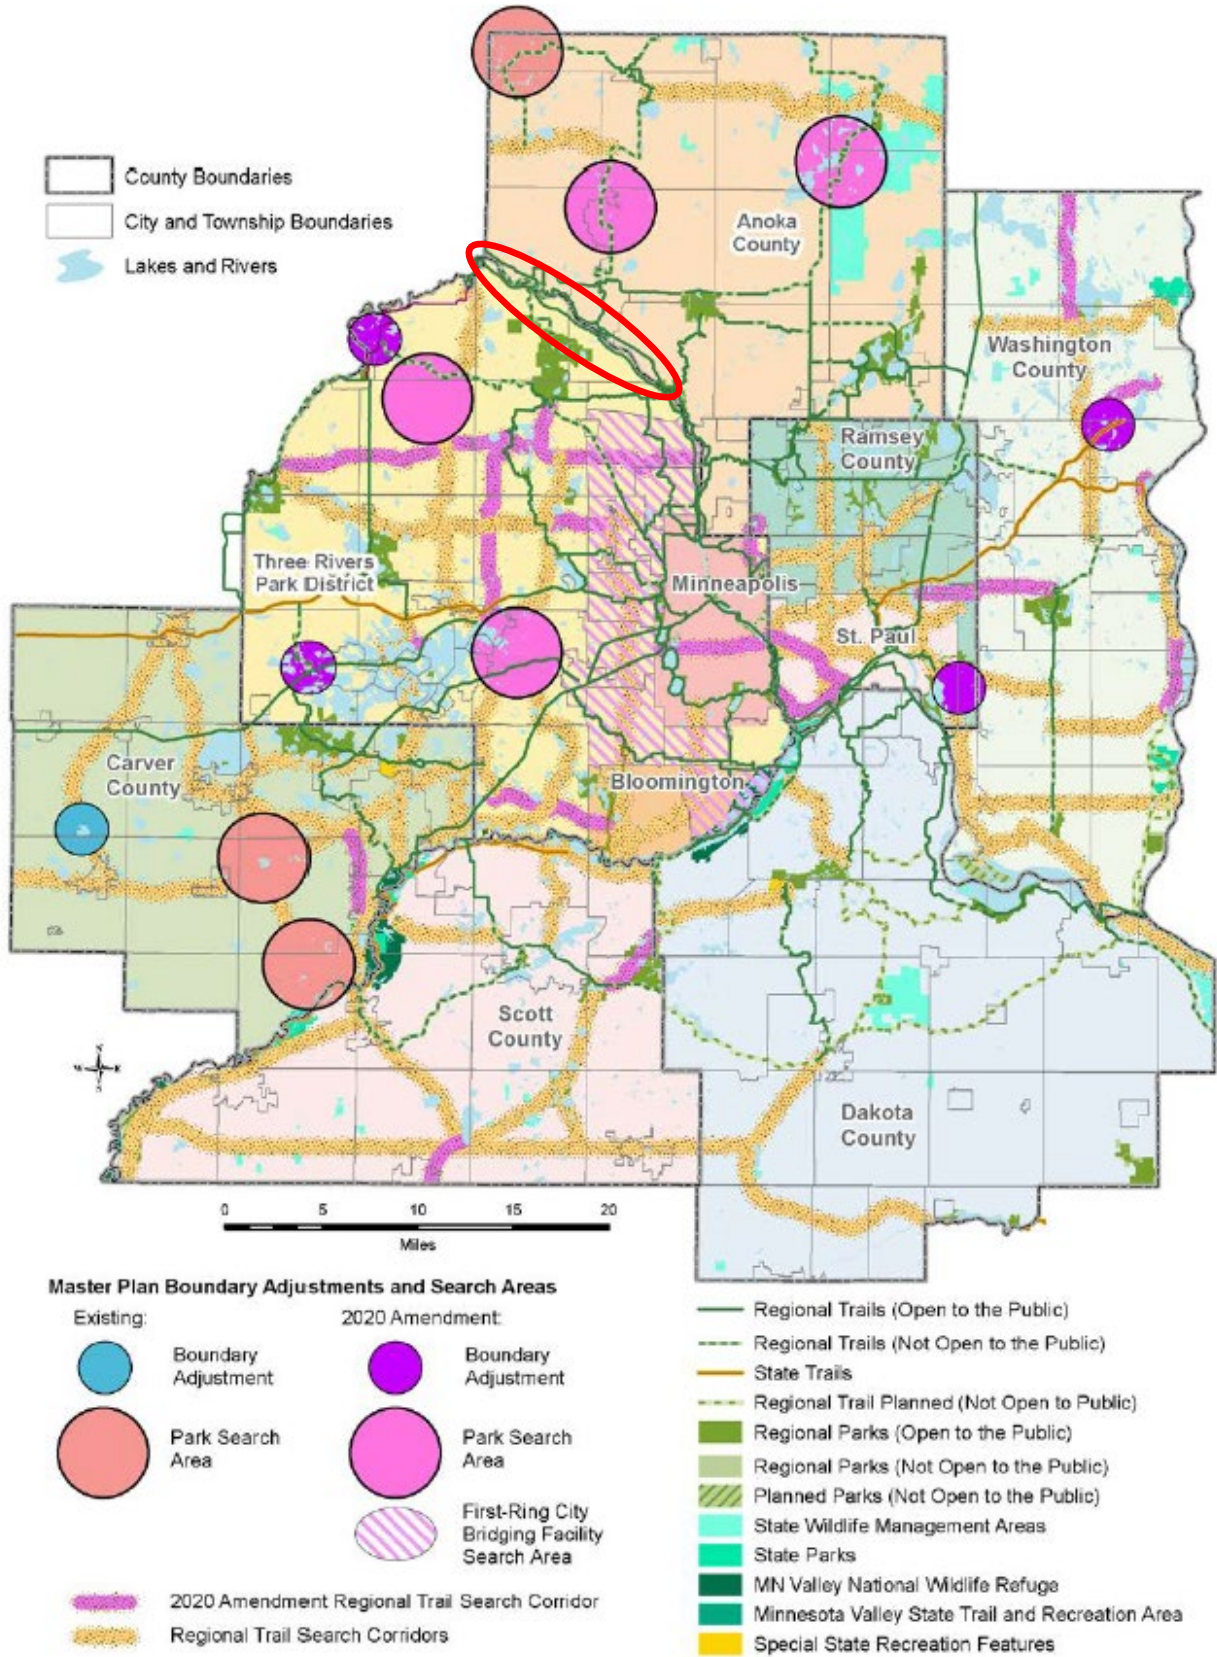 County Boundaries
City and Township Boundaries
Lakes and Rivers
Anoka
County
Washington
County
Ramsey
County
Three Rivers
Park District
Minneapolis
St. Paul
Carver
County
Bloomington
Scott
County
Dakota
County
N
W
E
S
0 5 10 15 20
Miles
Master Plan Boundary Adjustments and Search Areas
Existing:
Boundary
Adjustment
Park Search
Area
2020 Amendment:
Boundary
Adjustment
Park Search
Area
First-Ring City
Bridging Facility
Search Area
2020 Amendment Regional Trail Search Corridor
Regional Trail Search Corridors
Regional Trails (Open to the Public)
Regional Trails (Not Open to the Public)
State Trails
Regional Trail Planned (Not Open to Public)
Regional Parks (Open to the Public)
Regional Parks (Not Open to the Public)
Planned Parks (Not Open to the Public)
State Wildlife Management Areas
State Parks
MN Valley National Wildlife Refuge
Minnesota Valley State Trail and Recreation Area
Special State Recreation Features